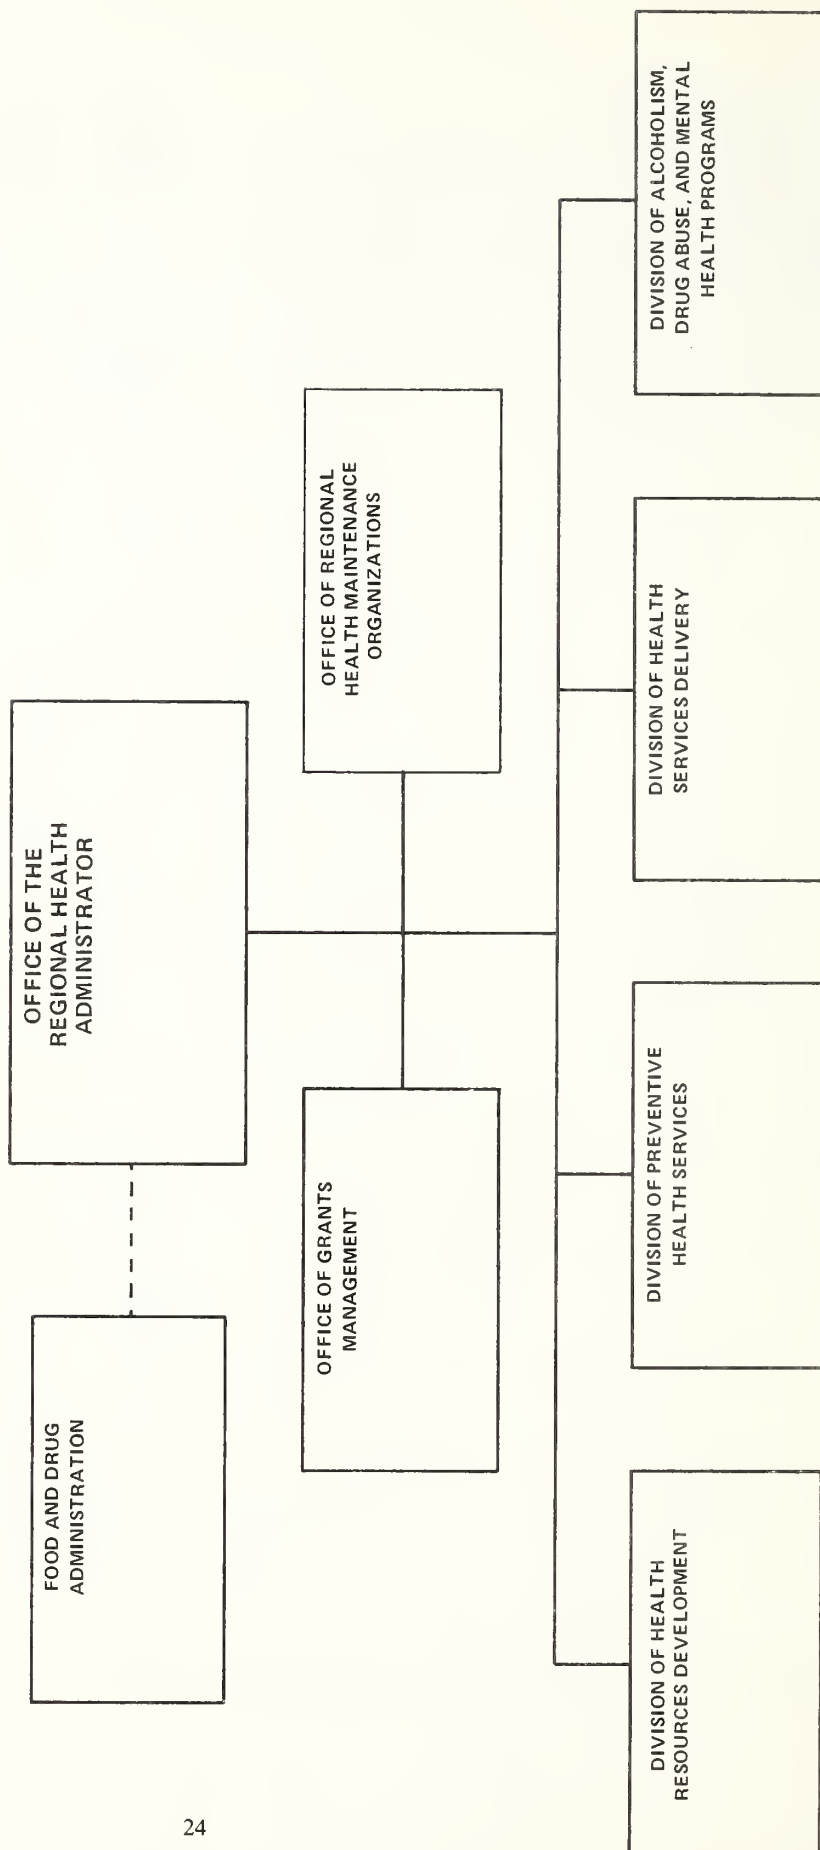 FOOD AND DRUG
ADMINISTRATION
OFFICE OF THE
REGIONAL HEALTH
ADMINISTRATOR
OFFICE OF GRANTS
MANAGEMENT
OFFICE OF REGIONAL
HEALTH MAINTENANCE
ORGANIZATIONS
DIVISION OF HEALTH
RESOURCES DEVELOPMENT
DIVISION OF PREVENTIVE
HEALTH SERVICES
DIVISION OF HEALTH
SERVICES DELIVERY
DIVISION OF ALCOHOLISM,
DRUG ABUSE, AND MENTAL
HEALTH PROGRAMS
24